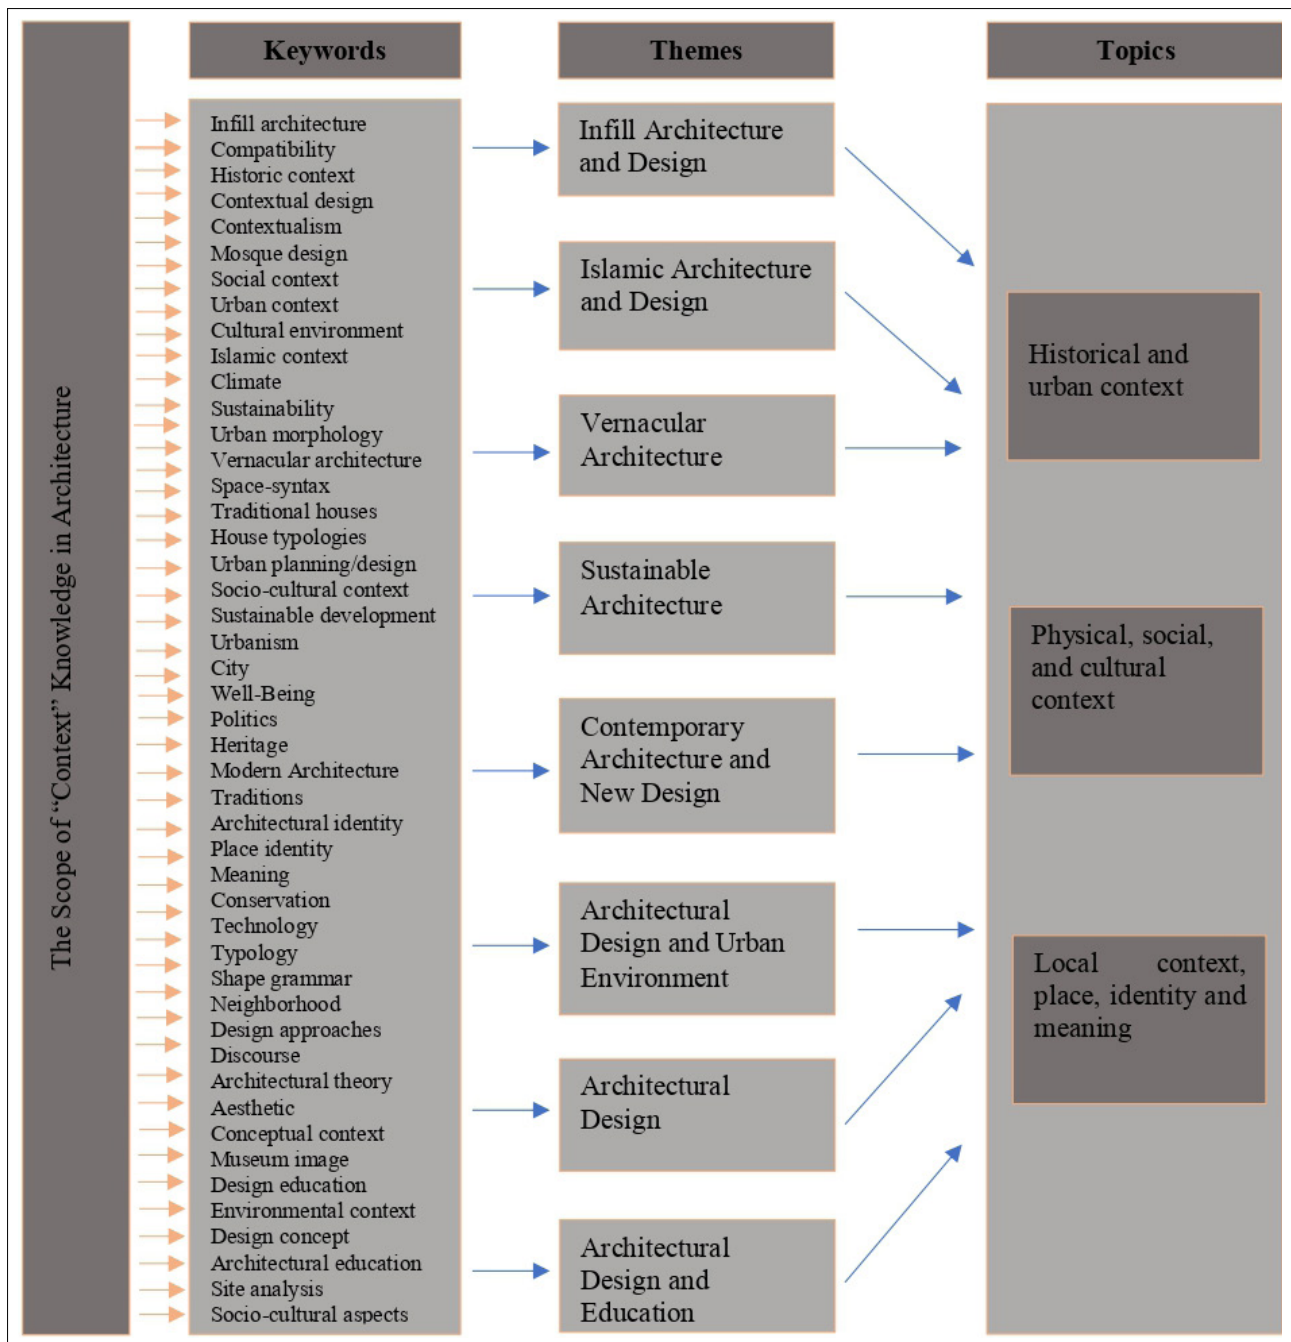 The Scope of “Context” Knowledge in Architecture
Keywords
Infill architecture
Compatibility
Historic context
Contextual design
Contextualism
Mosque design
Social context
Urban context
Cultural environment
Islamic context
Climate
Sustainability
Urban morphology
Vernacular architecture
Space-syntax
Traditional houses
House typologies
Urban planning/design
Socio-cultural context
Sustainable development
Urbanism
City
Well-Being
Politics
Heritage
Modern Architecture
Traditions
Architectural identity
Place identity
Meaning
Conservation
Technology
Typology
Shape grammar
Neighborhood
Design approaches
Discourse
Architectural theory
Aesthetic
Conceptual context
Museum image
Design education
Environmental context
Design concept
Architectural education
Site analysis
Socio-cultural aspects
Themes
Infill Architecture
and Design
Islamic Architecture
and Design
Vernacular
Architecture
Sustainable
Architecture
Contemporary
Architecture and
New Design
Architectural
Design and Urban
Environment
Architectural
Design
Architectural
Design and
Education
Topics
Historical and
urban context
Physical, social,
and cultural
context
Local context,
place, identity and
meaning